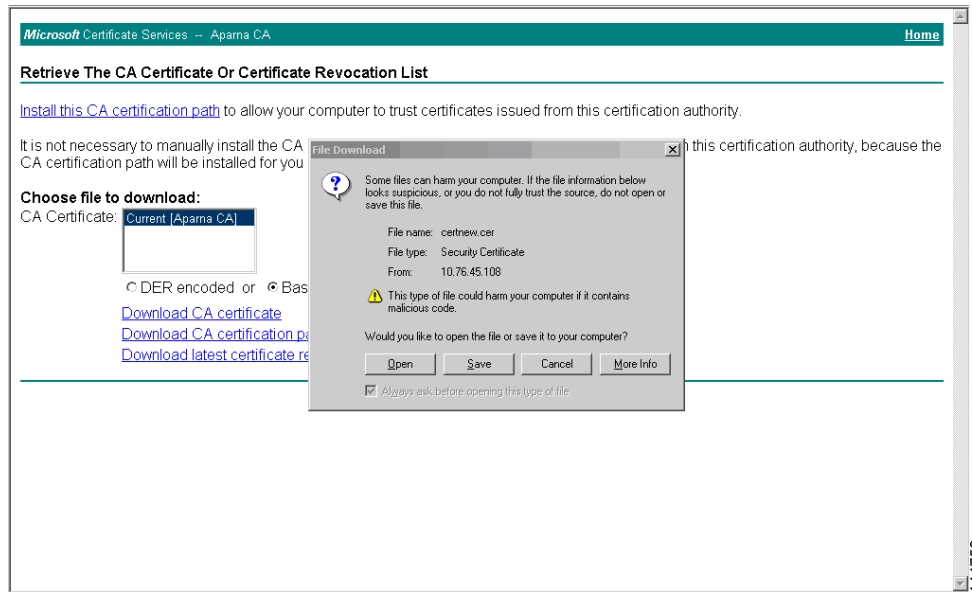 Microsoft Certificate Services -- Aparna CA Home
Retrieve The CA Certificate Or Certificate Revocation List
Install this CA certification path to allow your computer to trust certificates issued from this certification authority.
It is not necessary to manually install the CA this certification authority, because the
CA certification path will be installed for you
Choose file to download:
CA Certificate: Current [Aparna CA]
DER encoded or Bas
Download CA certificate
Download CA certification pa
Download latest certificate re
File Download
Some files can harm your computer. If the file information below
looks suspicious, or you do not fully trust the source, do not open or
save this file.
File name: certnew.cer
File type: Security Certificate
From: 10.76.45.108
This type of file could harm your computer if it contains
malicious code.
Would you like to open the file or save it to your computer?
Open Save Cancel More Info
Always ask before opening this type of file